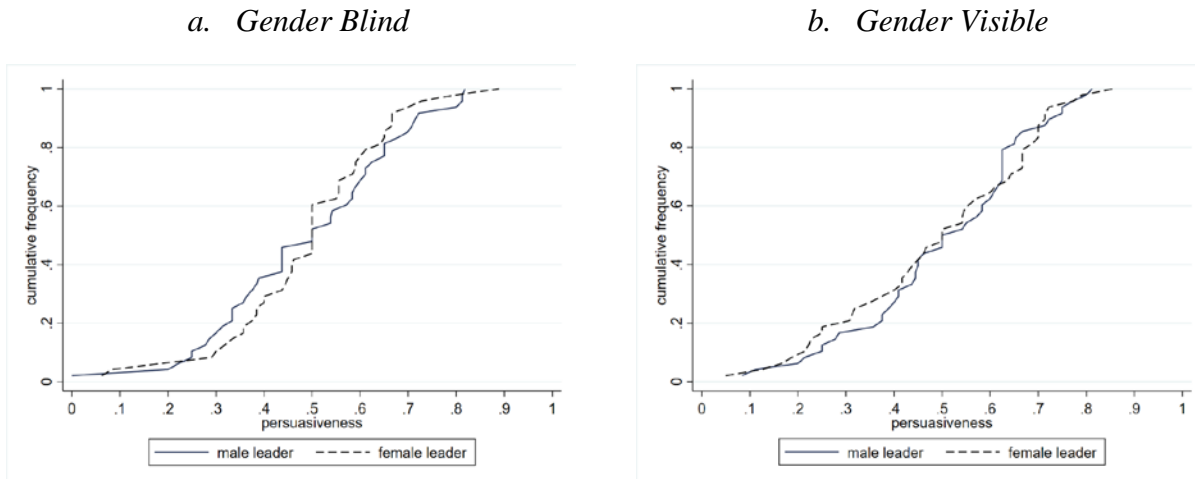 a. Gender Blind
b. Gender Visible
cumulative frequency
1
.8
.6
.4
.2
0
0 .1 .2 .3 .4 .5 .6 .7 .8 .9 1
persuasiveness
male leader female leader
cumulative frequency
1
.8
.6
.4
.2
0
0 .1 .2 .3 .4 .5 .6 .7 .8 .9 1
persuasiveness
male leader female leader